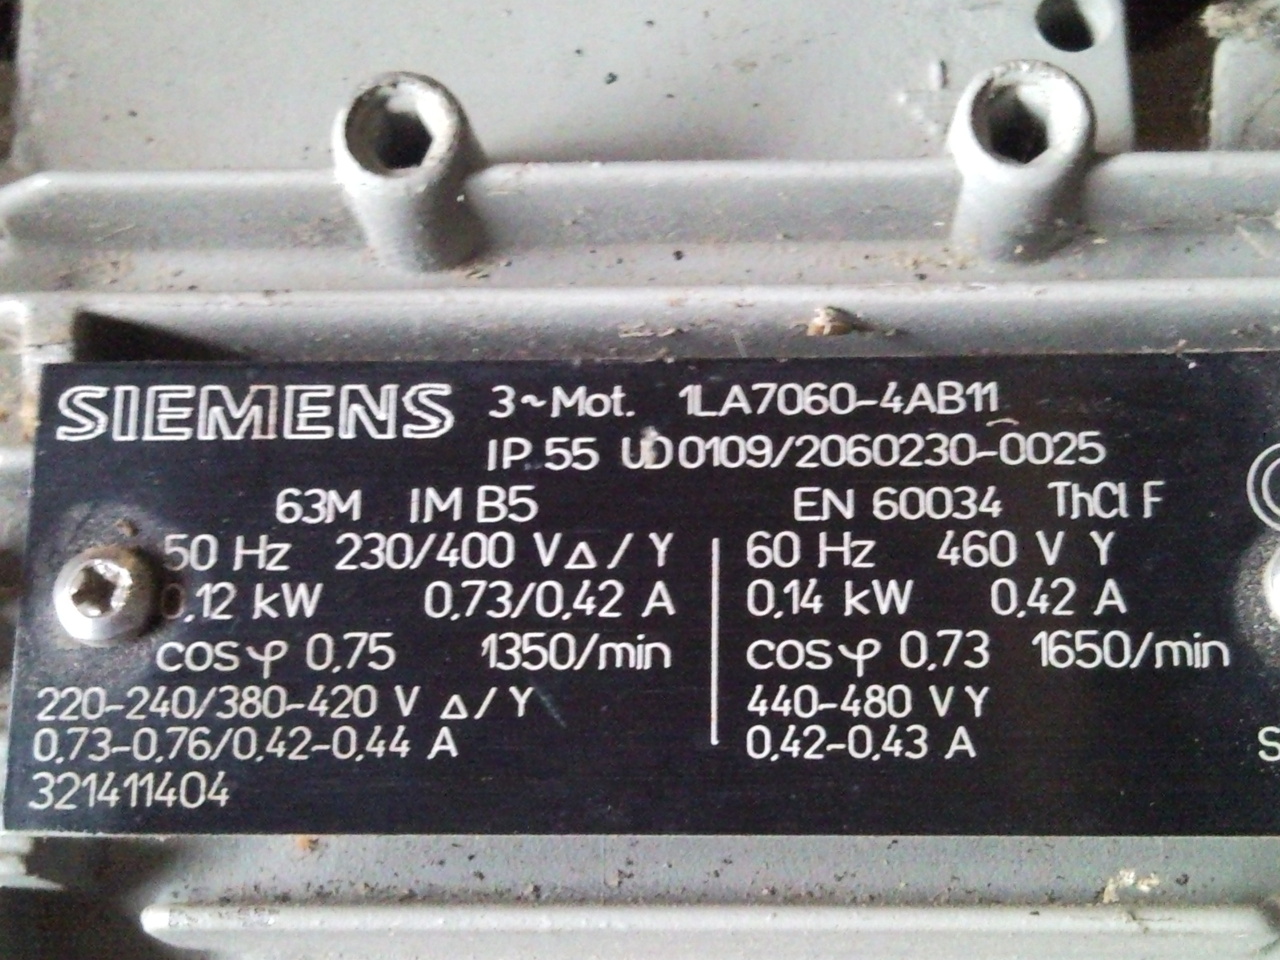 SIEMENS 3~Mot. 1LA7060-4AB11
IP 55 UD0109/2060230-0025
63M IM B5 EN 60034 ThCl F
50 Hz 230/400 V Δ/Y 60 Hz 460 V Y
0,12 kW 0,73/0,42 A 0,14 kW 0,42 A
cosφ 0,75 1350/min cosφ 0,73 1650/min
220-240/380-420 V Δ/Y 440-480 V Y
0,73-0,76/0,42-0,44 A 0,42-0,43 A
321411404